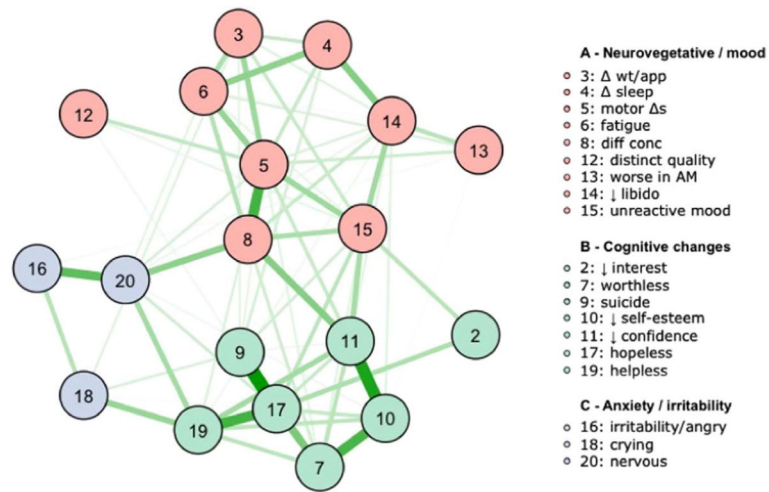 3
4
6
12
14
13
5
15
8
16
20
2
11
9
18
17
10
19
7
A - Neurovegetative / mood
3: Δ wt/app
4: Δ sleep
5: motor Δs
6: fatigue
8: diff conc
12: distinct quality
13: worse in AM
14: ↓ libido
15: unreactive mood
B - Cognitive changes
2: ↓ interest
7: worthless
9: suicide
10: ↓ self-esteem
11: ↓ confidence
17: hopeless
19: helpless
C - Anxiety / irritability
16: irritability/angry
18: crying
20: nervous